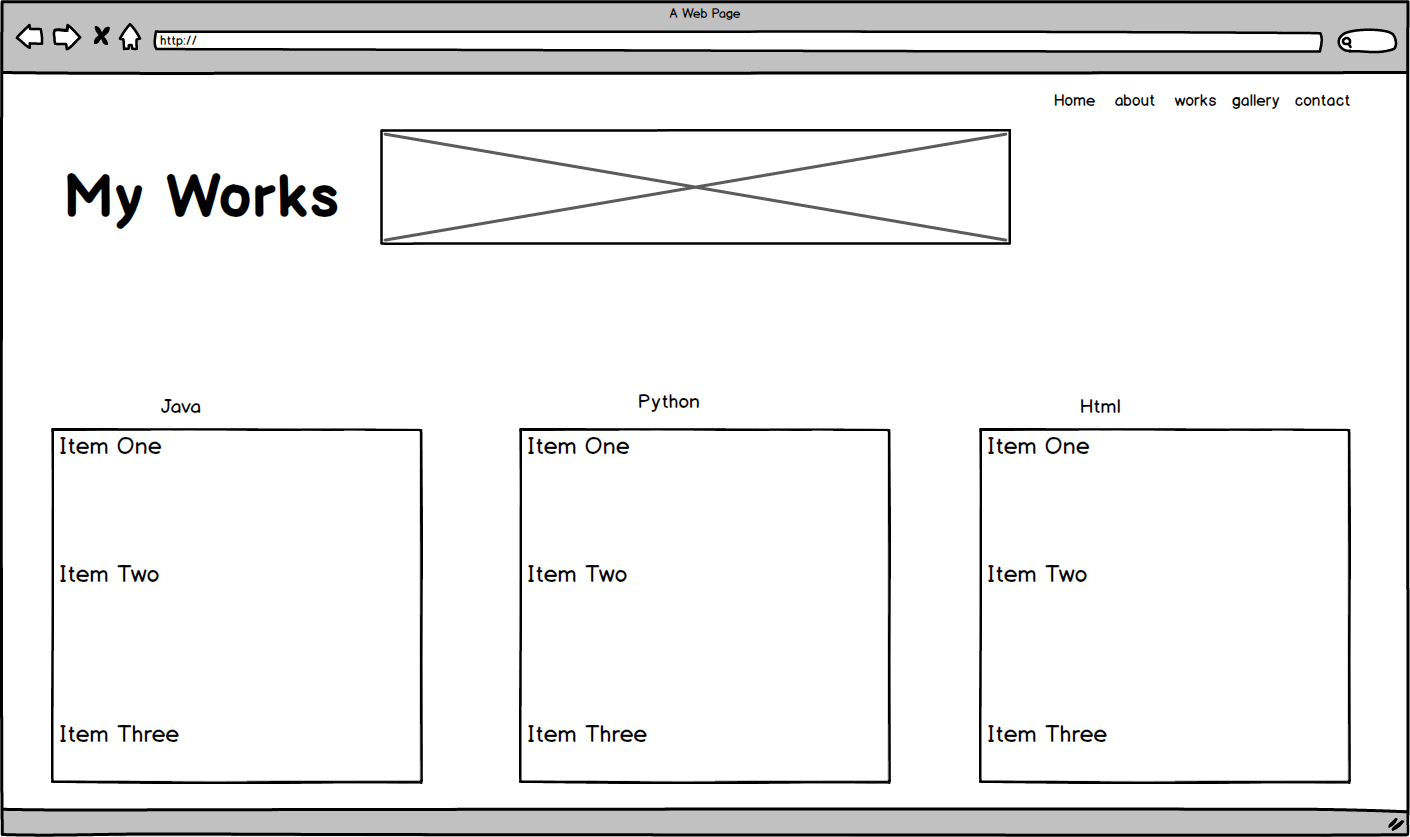 A Web Page
http://
Home about works gallery contact
My Works
Java
Item One
Item Two
Item Three
Python
Item One
Item Two
Item Three
Html
Item One
Item Two
Item Three